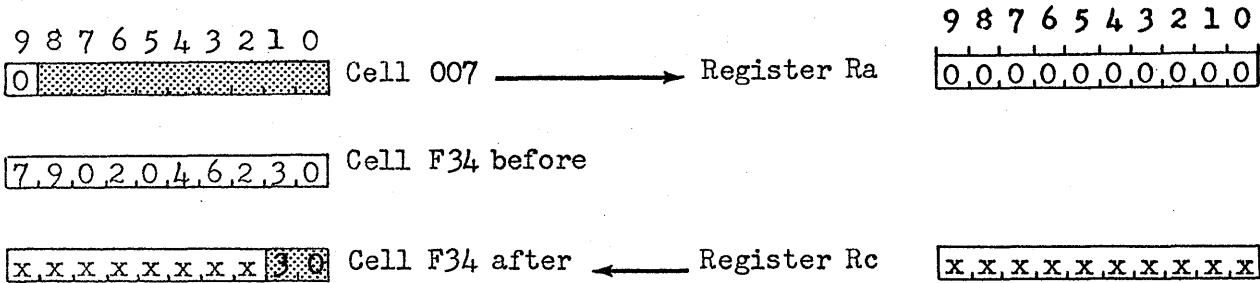 9 8 7 6 5 4 3 2 1 0
9 8 7 6 5 4 3 2 1 0
0 Cell 007 Register Ra 0,0,0,0,0,0,0,0,0,0
7,9,0,2,0,4,6,2,3,0 Cell F34 before
x,x,x,x,x,x,x,x,3,0 Cell F34 after Register Rc x,x,x,x,x,x,x,x,x,x